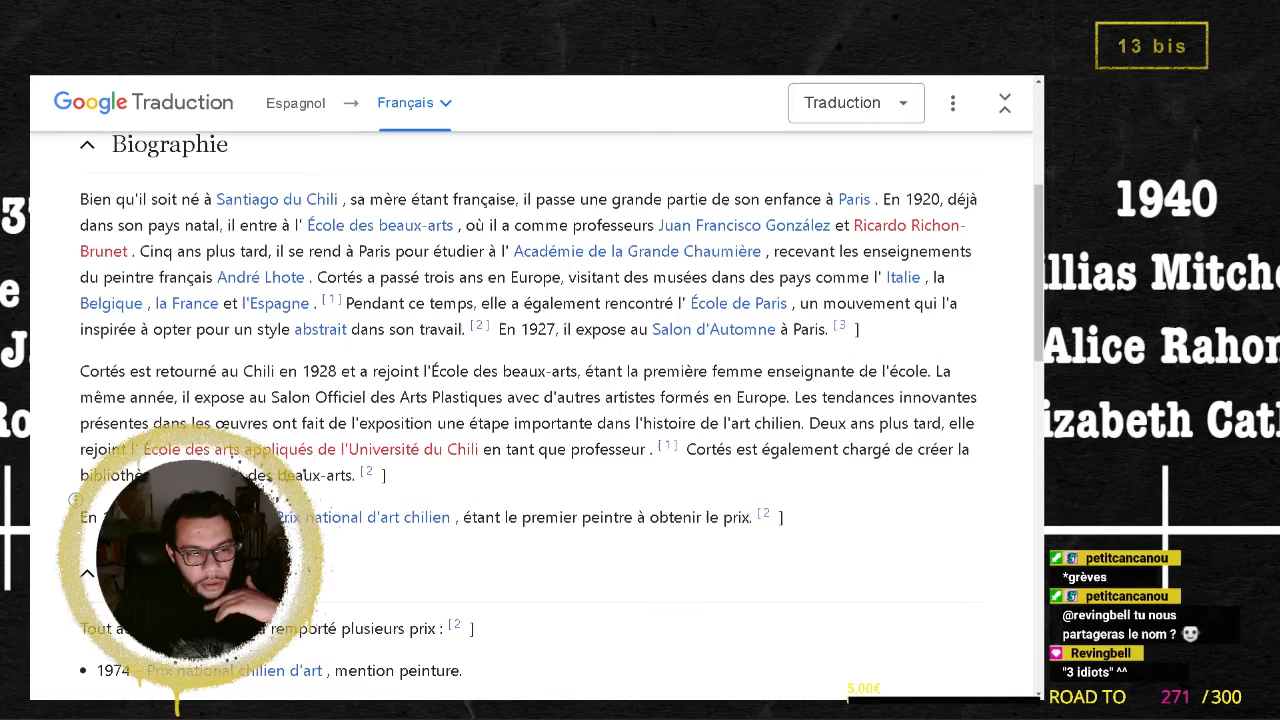 13 bis
Google Traduction
Espagnol → Français
Traduction
Biographie
Bien qu'il soit né à Santiago du Chili , sa mère étant française, il passe une grande partie de son enfance à Paris . En 1920, déjà
dans son pays natal, il entre à l' École des beaux-arts , où il a comme professeurs Juan Francisco González et Ricardo Richon-
Brunet . Cinq ans plus tard, il se rend à Paris pour étudier à l' Académie de la Grande Chaumière , recevant les enseignements
du peintre français André Lhote . Cortés a passé trois ans en Europe, visitant des musées dans des pays comme l' Italie , la
Belgique , la France et l'Espagne . [1] Pendant ce temps, elle a également rencontré l' École de Paris , un mouvement qui l'a
inspirée à opter pour un style abstrait dans son travail. [2] En 1927, il expose au Salon d'Automne à Paris. [3 ]
Cortés est retourné au Chili en 1928 et a rejoint l'École des beaux-arts, étant la première femme enseignante de l'école. La
même année, il expose au Salon Officiel des Arts Plastiques avec d'autres artistes formés en Europe. Les tendances innovantes
présentes dans les œuvres ont fait de l'exposition une étape importante dans l'histoire de l'art chilien. Deux ans plus tard, elle
rejoint l' École des arts appliqués de l'Université du Chili en tant que professeur . [1] Cortés est également chargé de créer la
des beaux-arts. [2 ]
En
Prix national d'art chilien , étant le premier peintre à obtenir le prix. [2 ]
Tout
remporté plusieurs prix : [2 ]
• 1974 - Prix national chilien d'art , mention peinture.
1940
Alice Rahon
petitcancanou
*grèves
petitcancanou
@revingbell tu nous
partageras le nom ?
Revingbell
"3 idiots" ^^
5,00€
ROAD TO 271 /300